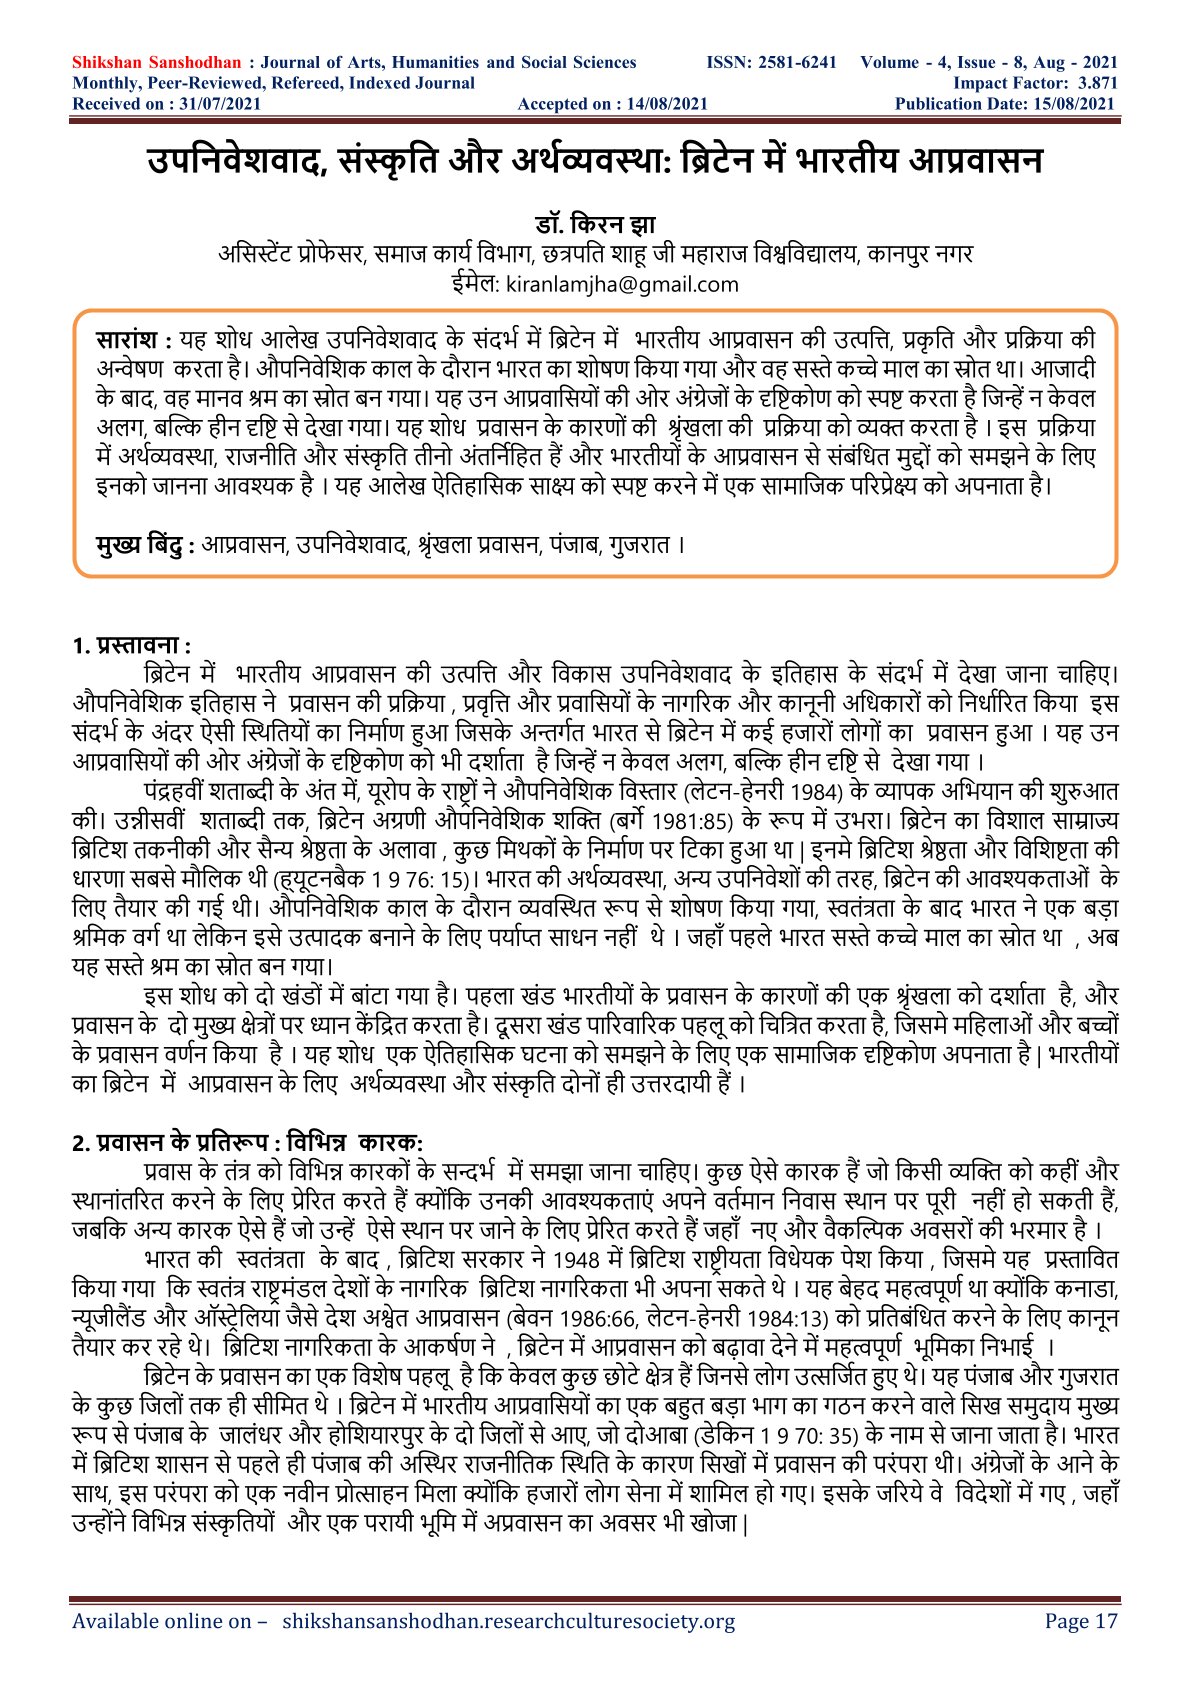 Shikshan Sanshodhan : Journal of Arts, Humanities and Social Sciences ISSN: 2581-6241 Volume - 4, Issue - 8, Aug - 2021
Monthly, Peer-Reviewed, Refereed, Indexed Journal Impact Factor: 3.871
Received on : 31/07/2021 Accepted on : 14/08/2021 Publication Date: 15/08/2021
उपनिवेशवाद, संस्कृति और अर्थव्यवस्था: ब्रिटेन में भारतीय आप्रवासन
डॉ. किरन झा
असिस्टेंट प्रोफेसर, समाज कार्य विभाग, छत्रपति शाहू जी महाराज विश्वविद्यालय, कानपुर नगर
ईमेल: kiranlamjha@gmail.com
सारांश : यह शोध आलेख उपनिवेशवाद के संदर्भ में ब्रिटेन में भारतीय आप्रवासन की उत्पत्ति, प्रकृति और प्रक्रिया की
अन्वेषण करता है। औपनिवेशिक काल के दौरान भारत का शोषण किया गया और वह सस्ते कच्चे माल का स्रोत था। आजादी
के बाद, वह मानव श्रम का स्रोत बन गया। यह उन आप्रवासियों की ओर अंग्रेजों के दृष्टिकोण को स्पष्ट करता है जिन्हें न केवल
अलग, बल्कि हीन दृष्टि से देखा गया। यह शोध प्रवासन के कारणों की श्रृंखला की प्रक्रिया को व्यक्त करता है । इस प्रक्रिया
में अर्थव्यवस्था, राजनीति और संस्कृति तीनो अंतर्निहित हैं और भारतीयों के आप्रवासन से संबंधित मुद्दों को समझने के लिए
इनको जानना आवश्यक है । यह आलेख ऐतिहासिक साक्ष्य को स्पष्ट करने में एक सामाजिक परिप्रेक्ष्य को अपनाता है।
मुख्य बिंदु : आप्रवासन, उपनिवेशवाद, श्रृंखला प्रवासन, पंजाब, गुजरात ।
1. प्रस्तावना :
ब्रिटेन में भारतीय आप्रवासन की उत्पत्ति और विकास उपनिवेशवाद के इतिहास के संदर्भ में देखा जाना चाहिए।
औपनिवेशिक इतिहास ने प्रवासन की प्रक्रिया , प्रवृत्ति और प्रवासियों के नागरिक और कानूनी अधिकारों को निर्धारित किया इस
संदर्भ के अंदर ऐसी स्थितियों का निर्माण हुआ जिसके अन्तर्गत भारत से ब्रिटेन में कई हजारों लोगों का प्रवासन हुआ । यह उन
आप्रवासियों की ओर अंग्रेजों के दृष्टिकोण को भी दर्शाता है जिन्हें न केवल अलग, बल्कि हीन दृष्टि से देखा गया ।
पंद्रहवीं शताब्दी के अंत में, यूरोप के राष्ट्रों ने औपनिवेशिक विस्तार (लेटन-हेनरी 1984) के व्यापक अभियान की शुरुआत
की। उन्नीसवीं शताब्दी तक, ब्रिटेन अग्रणी औपनिवेशिक शक्ति (बर्गे 1981:85) के रूप में उभरा। ब्रिटेन का विशाल साम्राज्य
ब्रिटिश तकनीकी और सैन्य श्रेष्ठता के अलावा , कुछ मिथकों के निर्माण पर टिका हुआ था | इनमे ब्रिटिश श्रेष्ठता और विशिष्टता की
धारणा सबसे मौलिक थी (ह्यूटनबैक 1 9 76: 15)। भारत की अर्थव्यवस्था, अन्य उपनिवेशों की तरह, ब्रिटेन की आवश्यकताओं के
लिए तैयार की गई थी। औपनिवेशिक काल के दौरान व्यवस्थित रूप से शोषण किया गया, स्वतंत्रता के बाद भारत ने एक बड़ा
श्रमिक वर्ग था लेकिन इसे उत्पादक बनाने के लिए पर्याप्त साधन नहीं थे । जहाँ पहले भारत सस्ते कच्चे माल का स्रोत था , अब
यह सस्ते श्रम का स्रोत बन गया।
इस शोध को दो खंडों में बांटा गया है। पहला खंड भारतीयों के प्रवासन के कारणों की एक श्रृंखला को दर्शाता है, और
प्रवासन के दो मुख्य क्षेत्रों पर ध्यान केंद्रित करता है। दूसरा खंड पारिवारिक पहलू को चित्रित करता है, जिसमे महिलाओं और बच्चों
के प्रवासन वर्णन किया है । यह शोध एक ऐतिहासिक घटना को समझने के लिए एक सामाजिक दृष्टिकोण अपनाता है | भारतीयों
का ब्रिटेन में आप्रवासन के लिए अर्थव्यवस्था और संस्कृति दोनों ही उत्तरदायी हैं ।
2. प्रवासन के प्रतिरूप : विभिन्न कारक:
प्रवास के तंत्र को विभिन्न कारकों के सन्दर्भ में समझा जाना चाहिए। कुछ ऐसे कारक हैं जो किसी व्यक्ति को कहीं और
स्थानांतरित करने के लिए प्रेरित करते हैं क्योंकि उनकी आवश्यकताएं अपने वर्तमान निवास स्थान पर पूरी नहीं हो सकती हैं,
जबकि अन्य कारक ऐसे हैं जो उन्हें ऐसे स्थान पर जाने के लिए प्रेरित करते हैं जहाँ नए और वैकल्पिक अवसरों की भरमार है ।
भारत की स्वतंत्रता के बाद , ब्रिटिश सरकार ने 1948 में ब्रिटिश राष्ट्रीयता विधेयक पेश किया , जिसमे यह प्रस्तावित
किया गया कि स्वतंत्र राष्ट्रमंडल देशों के नागरिक ब्रिटिश नागरिकता भी अपना सकते थे । यह बेहद महत्वपूर्ण था क्योंकि कनाडा,
न्यूजीलैंड और ऑस्ट्रेलिया जैसे देश अश्वेत आप्रवासन (बेवन 1986:66, लेटन-हेनरी 1984:13) को प्रतिबंधित करने के लिए कानून
तैयार कर रहे थे। ब्रिटिश नागरिकता के आकर्षण ने , ब्रिटेन में आप्रवासन को बढ़ावा देने में महत्वपूर्ण भूमिका निभाई ।
ब्रिटेन के प्रवासन का एक विशेष पहलू है कि केवल कुछ छोटे क्षेत्र हैं जिनसे लोग उत्सर्जित हुए थे। यह पंजाब और गुजरात
के कुछ जिलों तक ही सीमित थे । ब्रिटेन में भारतीय आप्रवासियों का एक बहुत बड़ा भाग का गठन करने वाले सिख समुदाय मुख्य
रूप से पंजाब के जालंधर और होशियारपुर के दो जिलों से आए, जो दोआबा (डेकिन 1 9 70: 35) के नाम से जाना जाता है। भारत
में ब्रिटिश शासन से पहले ही पंजाब की अस्थिर राजनीतिक स्थिति के कारण सिखों में प्रवासन की परंपरा थी। अंग्रेजों के आने के
साथ, इस परंपरा को एक नवीन प्रोत्साहन मिला क्योंकि हजारों लोग सेना में शामिल हो गए। इसके जरिये वे विदेशों में गए , जहाँ
उन्होंने विभिन्न संस्कृतियों और एक परायी भूमि में अप्रवासन का अवसर भी खोजा |
Available online on – shikshansanshodhan.researchculturesociety.org Page 17